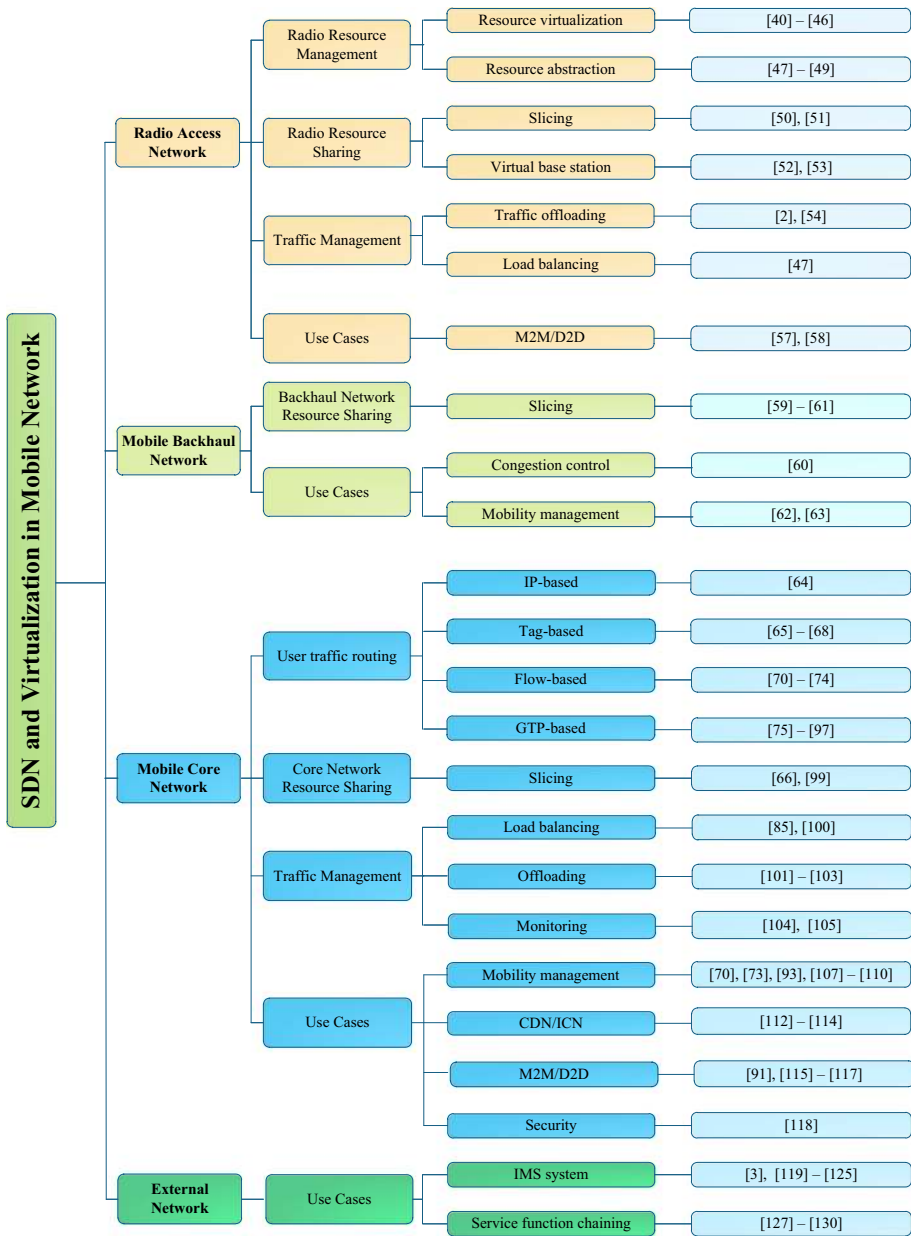 SDN and Virtualization in Mobile Network
Radio Access
Network
Radio Resource
Management
Resource virtualization
[40] – [46]
Resource abstraction
[47] – [49]
Radio Resource
Sharing
Slicing
[50], [51]
Virtual base station
[52], [53]
Traffic Management
Traffic offloading
[2], [54]
Load balancing
[47]
Use Cases
M2M/D2D
[57], [58]
Mobile Backhaul
Network
Backhaul Network
Resource Sharing
Slicing
[59] – [61]
Use Cases
Congestion control
[60]
Mobility management
[62], [63]
Mobile Core
Network
User traffic routing
IP-based
[64]
Tag-based
[65] – [68]
Flow-based
[70] – [74]
GTP-based
[75] – [97]
Core Network
Resource Sharing
Slicing
[66], [99]
Traffic Management
Load balancing
[85], [100]
Offloading
[101] – [103]
Monitoring
[104], [105]
Use Cases
Mobility management
[70], [73], [93], [107] – [110]
CDN/ICN
[112] – [114]
M2M/D2D
[91], [115] – [117]
Security
[118]
External
Network
Use Cases
IMS system
[3], [119] – [125]
Service function chaining
[127] – [130]